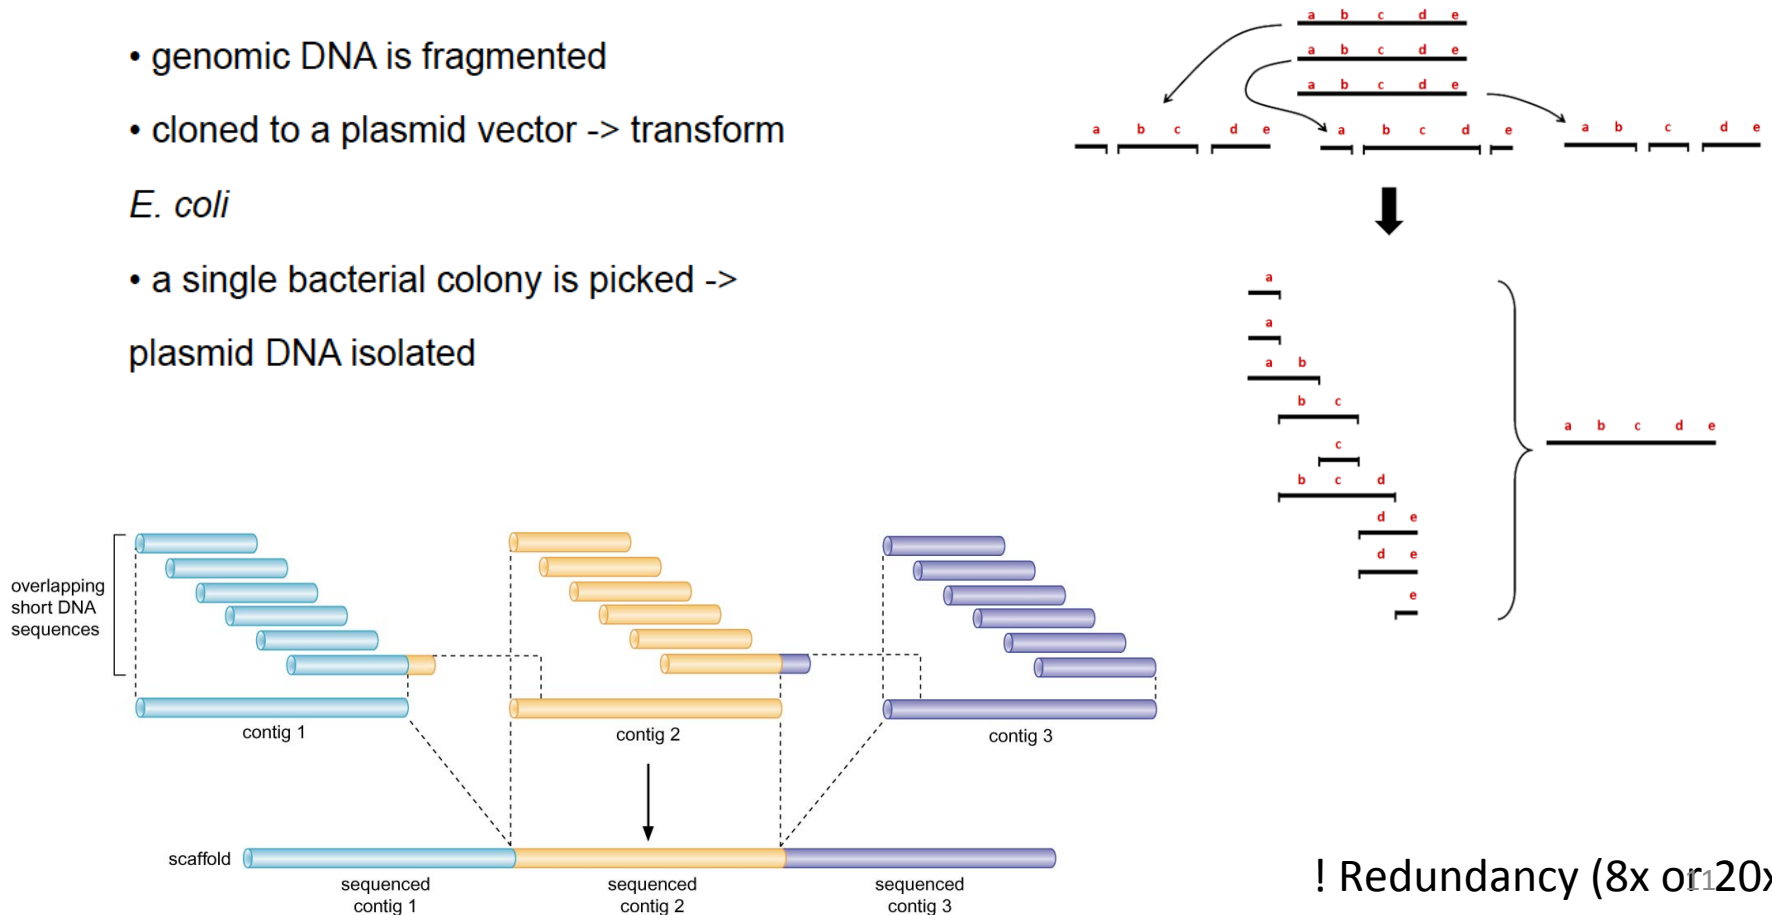 • genomic DNA is fragmented
• cloned to a plasmid vector -> transform
E. coli
• a single bacterial colony is picked ->
plasmid DNA isolated
a b c d e
a b c d e
a b c d e
a b c d e
a b c d e
a b c d e
a
a
a b
b c
c
b c d
d e
d e
e
a b c d e
overlapping
short DNA
sequences
contig 1
contig 2
contig 3
scaffold
sequenced
contig 1
sequenced
contig 2
sequenced
contig 3
! Redundancy (8x or 20x
11